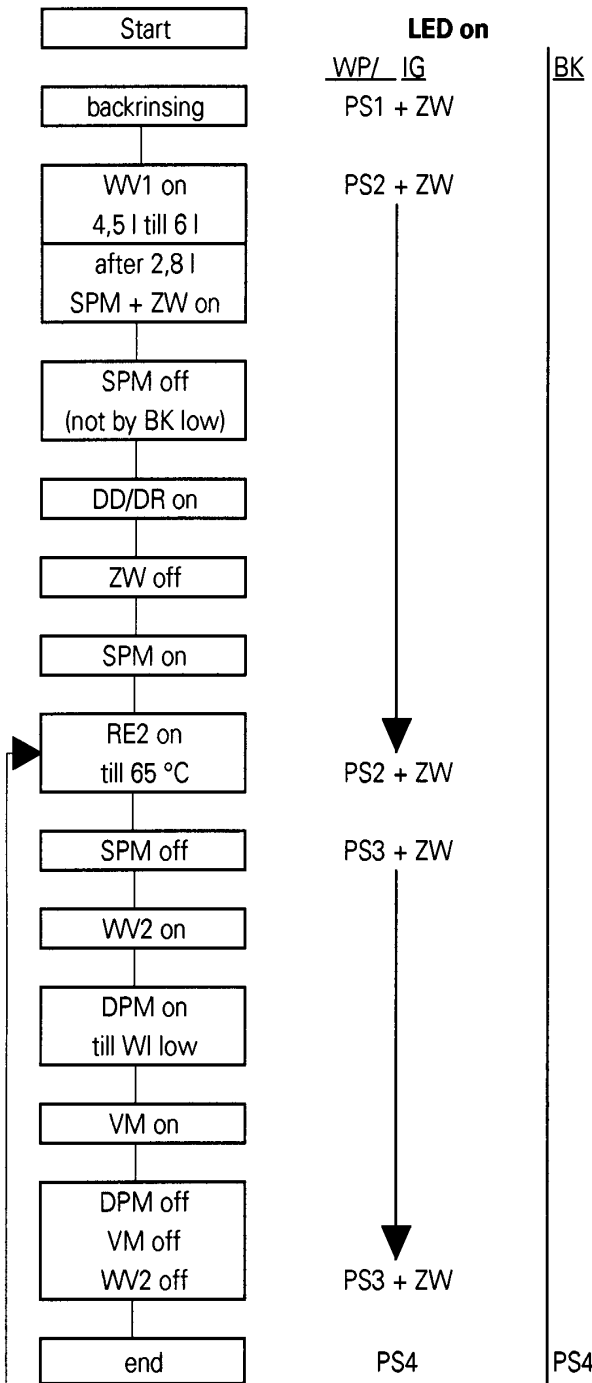 Start
LED on
WP/ IG
BK
backrinsing
PS1 + ZW
WV1 on
PS2 + ZW
4,5 l till 6 l
after 2,8 l
SPM + ZW on
SPM off
(not by BK low)
DD/DR on
ZW off
SPM on
RE2 on
till 65 °C
PS2 + ZW
SPM off
PS3 + ZW
WV2 on
DPM on
till WI low
VM on
DPM off
VM off
WV2 off
PS3 + ZW
end
PS4
PS4